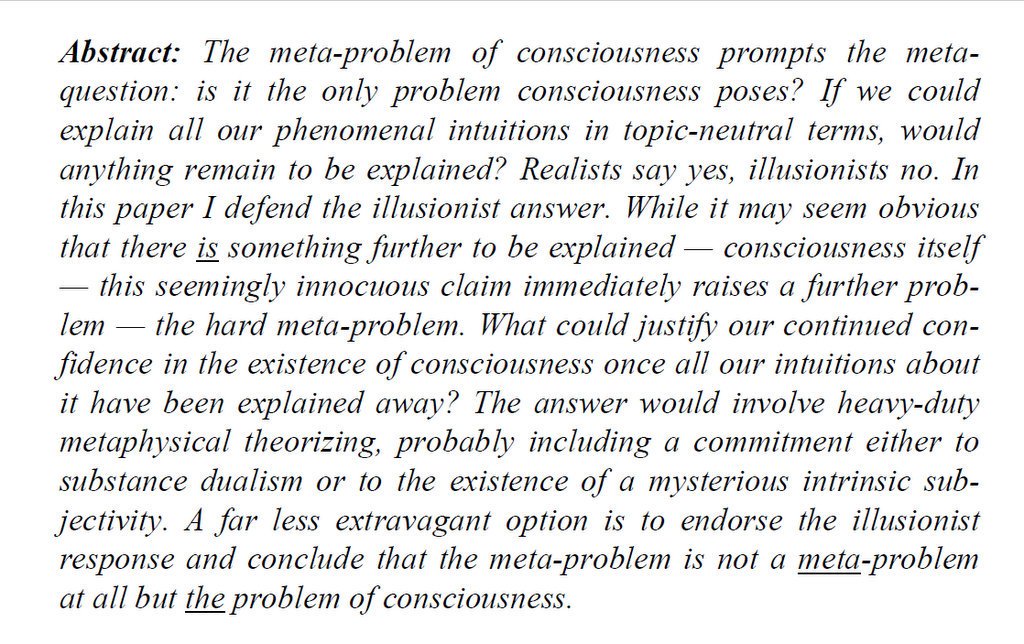 Abstract: The meta-problem of consciousness prompts the meta-
question: is it the only problem consciousness poses? If we could
explain all our phenomenal intuitions in topic-neutral terms, would
anything remain to be explained? Realists say yes, illusionists no. In
this paper I defend the illusionist answer. While it may seem obvious
that there is something further to be explained — consciousness itself
— this seemingly innocuous claim immediately raises a further prob-
lem — the hard meta-problem. What could justify our continued con-
fidence in the existence of consciousness once all our intuitions about
it have been explained away? The answer would involve heavy-duty
metaphysical theorizing, probably including a commitment either to
substance dualism or to the existence of a mysterious intrinsic sub-
jectivity. A far less extravagant option is to endorse the illusionist
response and conclude that the meta-problem is not a meta-problem
at all but the problem of consciousness.